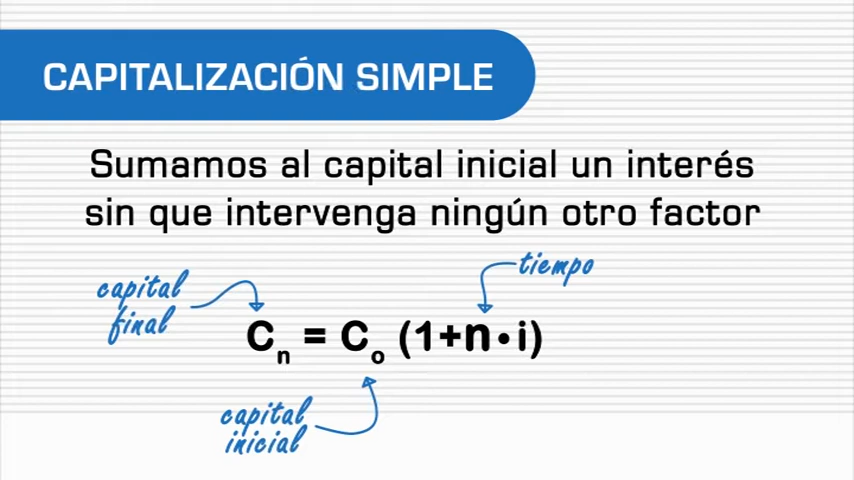 CAPITALIZACIÓN SIMPLE
Sumamos al capital inicial un interés
sin que intervenga ningún otro factor
tiempo
capital
final
Cn = Co (1+n·i)
capital
inicial